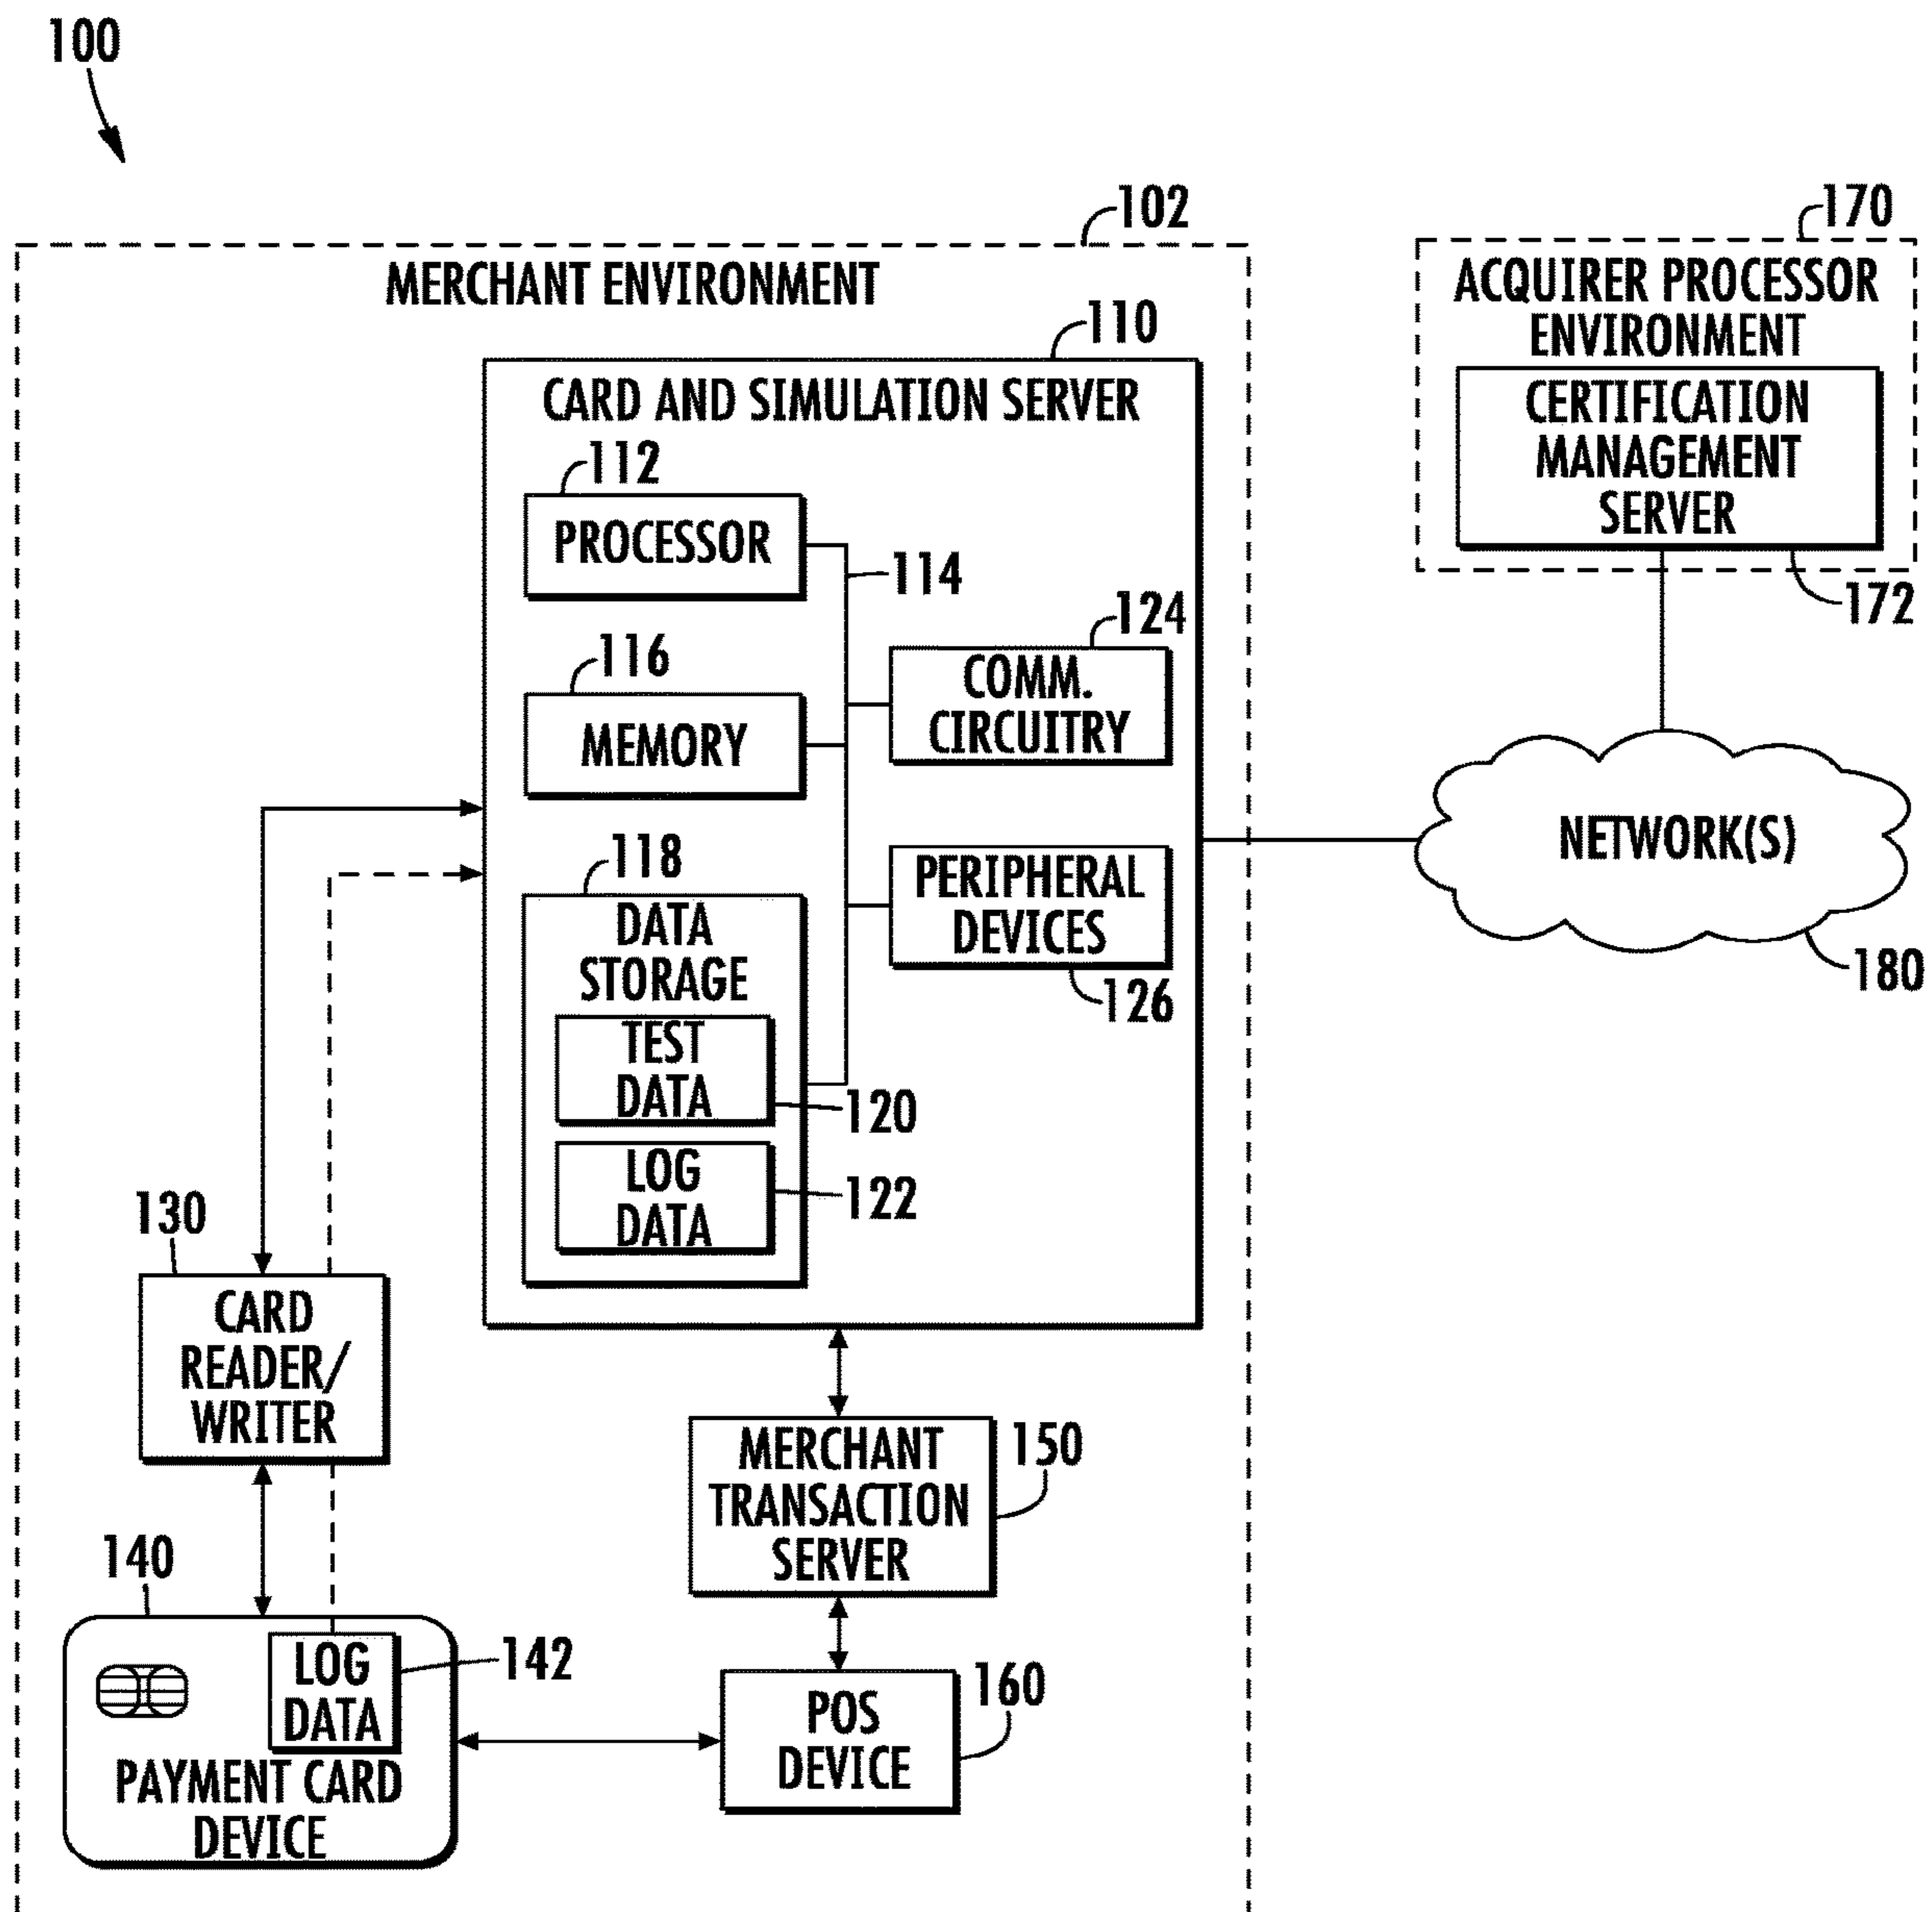 100
102
170
MERCHANT ENVIRONMENT
ACQUIRER PROCESSOR
ENVIRONMENT
110
CARD AND SIMULATION SERVER
CERTIFICATION
MANAGEMENT
SERVER
172
112
PROCESSOR
114
124
COMM.
CIRCUITRY
116
MEMORY
NETWORK(S)
180
118
DATA
STORAGE
PERIPHERAL
DEVICES
126
TEST
DATA
120
LOG
DATA
122
130
CARD
READER/
WRITER
MERCHANT
TRANSACTION
SERVER
150
140
LOG
DATA
142
PAYMENT CARD
DEVICE
POS
DEVICE
160